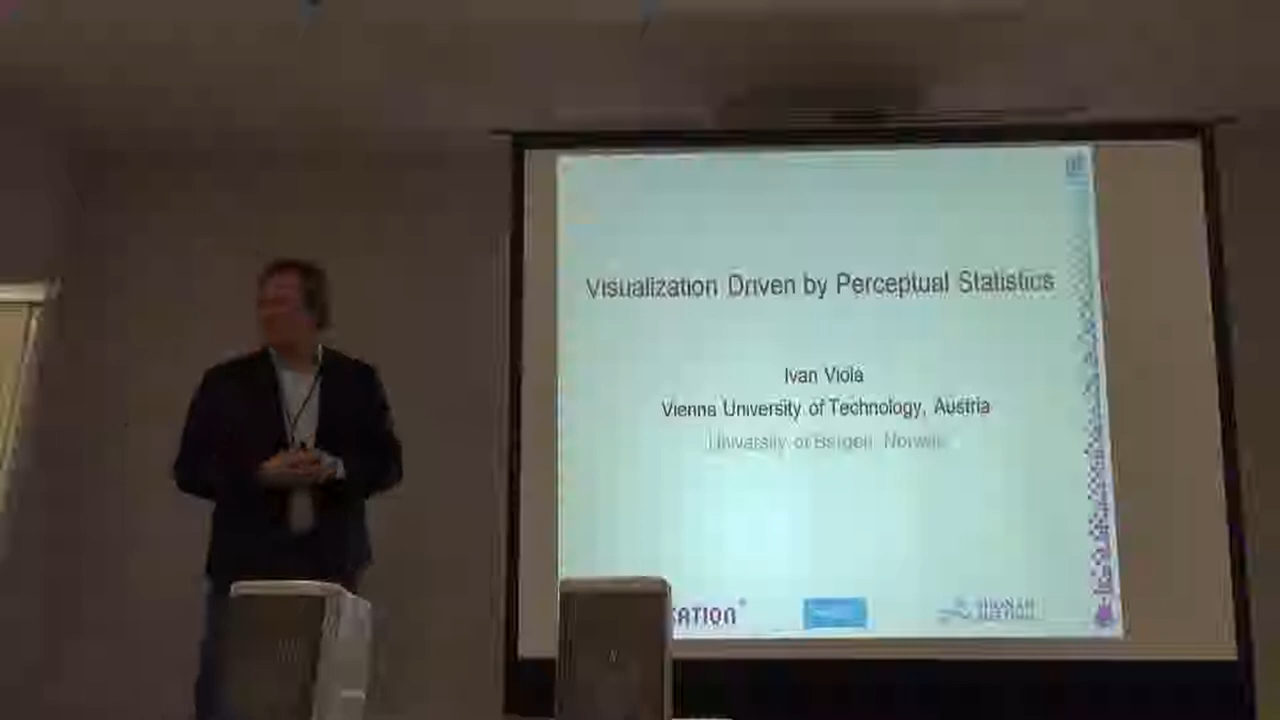 Visualization Driven by Perceptual Statistics
Ivan Viola
Vienna University of Technology, Austria
University of Bergen, Norway